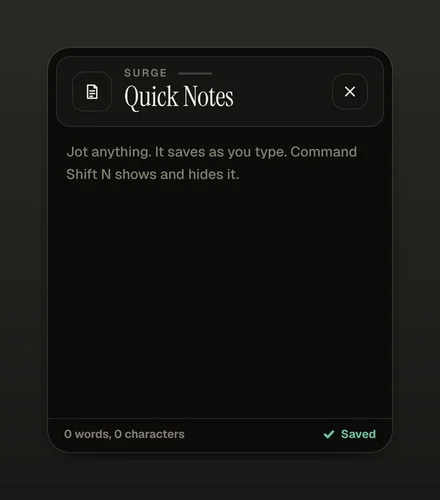 SURGE
Quick Notes
Jot anything. It saves as you type. Command
Shift N shows and hides it.
0 words, 0 characters
Saved